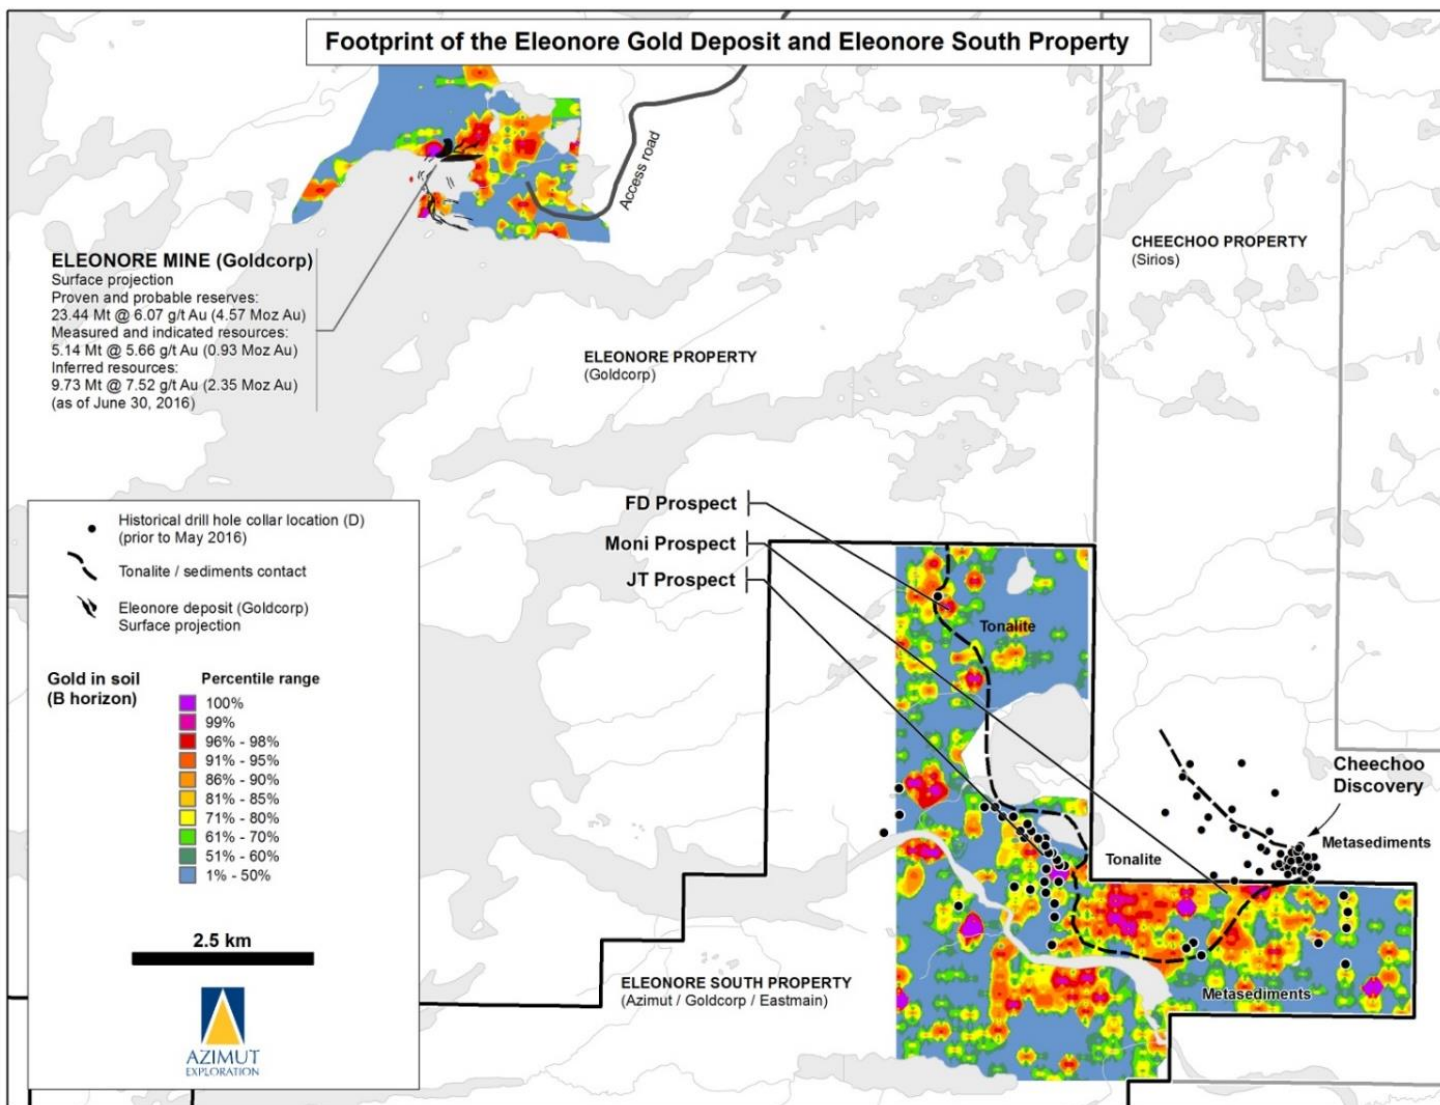 Footprint of the Eleonore Gold Deposit and Eleonore South Property
Access road
ELEONORE MINE (Goldcorp)
Surface projection
Proven and probable reserves:
23.44 Mt @ 6.07 g/t Au (4.57 Moz Au)
Measured and indicated resources:
5.14 Mt @ 5.66 g/t Au (0.93 Moz Au)
Inferred resources:
9.73 Mt @ 7.52 g/t Au (2.35 Moz Au)
(as of June 30, 2016)
CHEECHOO PROPERTY
(Sirios)
ELEONORE PROPERTY
(Goldcorp)
FD Prospect
Moni Prospect
JT Prospect
Historical drill hole collar location (D)
(prior to May 2016)
Tonalite / sediments contact
Eleonore deposit (Goldcorp)
Surface projection
Gold in soil
(B horizon)
Percentile range
100%
99%
96% - 98%
91% - 95%
86% - 90%
81% - 85%
71% - 80%
61% - 70%
51% - 60%
1% - 50%
2.5 km
AZIMUT
EXPLORATION
Tonalite
Cheechoo
Discovery
Metasediments
Tonalite
ELEONORE SOUTH PROPERTY
(Azimut / Goldcorp / Eastmain)
Metasediments